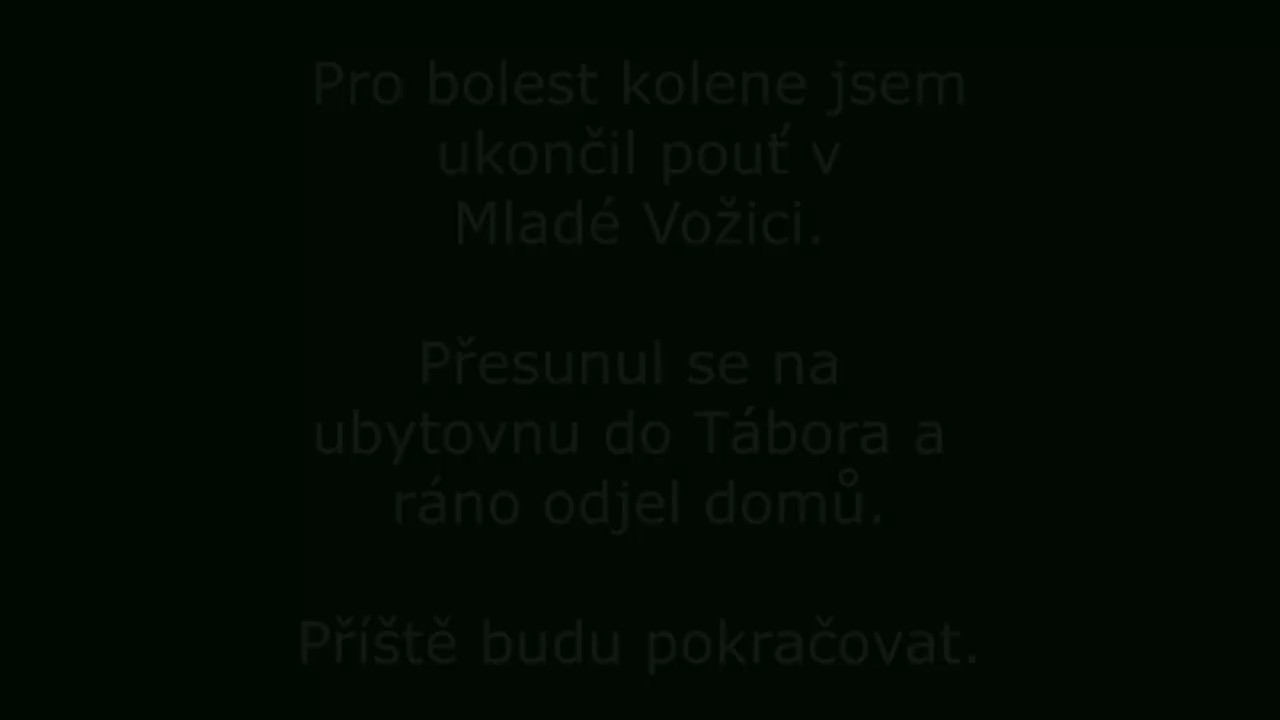 Pro bolest kolene jsem
ukončil pouť v
Mladé Vožici.
Přesunul se na
ubytovnu do Tábora a
ráno odjel domů.
Příště budu pokračovat.